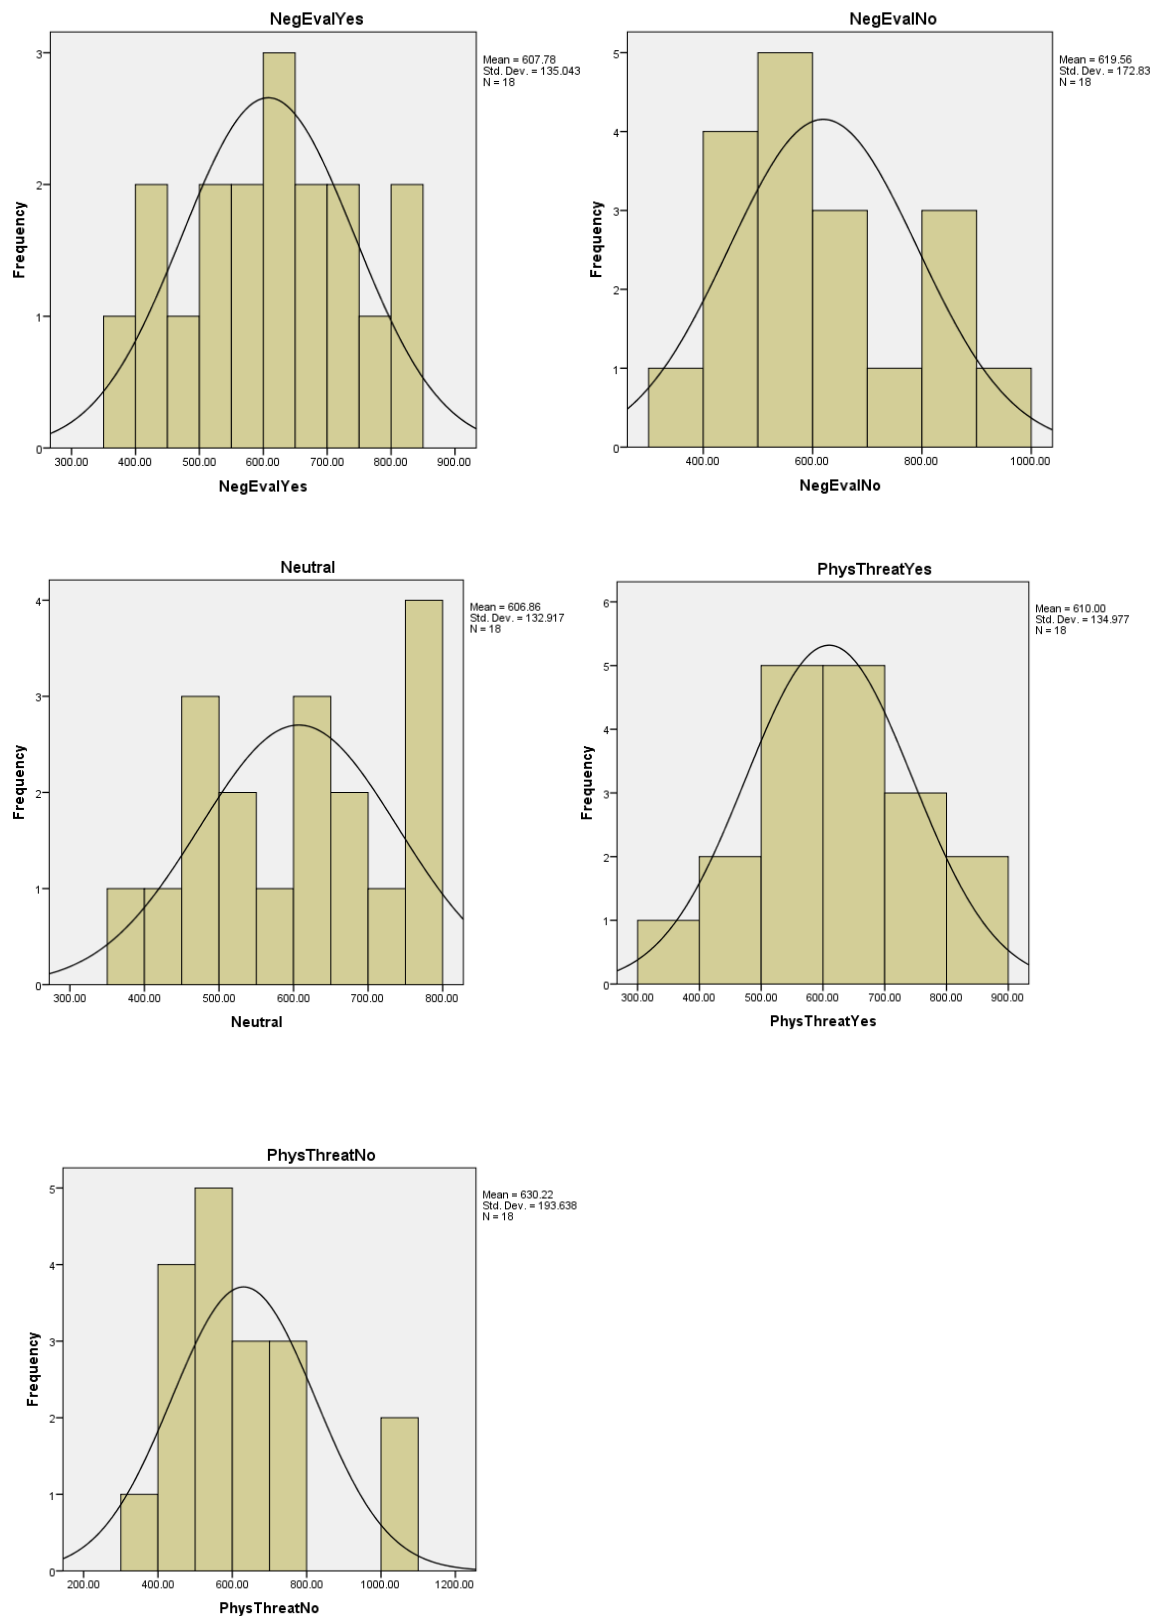 NegEvalYes
3
2
1
0
Frequency
300.00 400.00 500.00 600.00 700.00 800.00 900.00
NegEvalYes
Mean = 607.78
Std. Dev. = 135.043
N = 18
NegEvalNo
5
4
3
2
1
0
Frequency
400.00 600.00 800.00 1000.00
NegEvalNo
Mean = 619.56
Std. Dev. = 172.83
N = 18
Neutral
4
3
2
1
0
Frequency
300.00 400.00 500.00 600.00 700.00 800.00
Neutral
Mean = 606.86
Std. Dev. = 132.917
N = 18
PhysThreatYes
6
5
4
3
2
1
0
Frequency
300.00 400.00 500.00 600.00 700.00 800.00 900.00
PhysThreatYes
Mean = 610.00
Std. Dev. = 134.977
N = 18
PhysThreatNo
5
4
3
2
1
0
Frequency
200.00 400.00 600.00 800.00 1000.00 1200.00
PhysThreatNo
Mean = 630.22
Std. Dev. = 193.638
N = 18